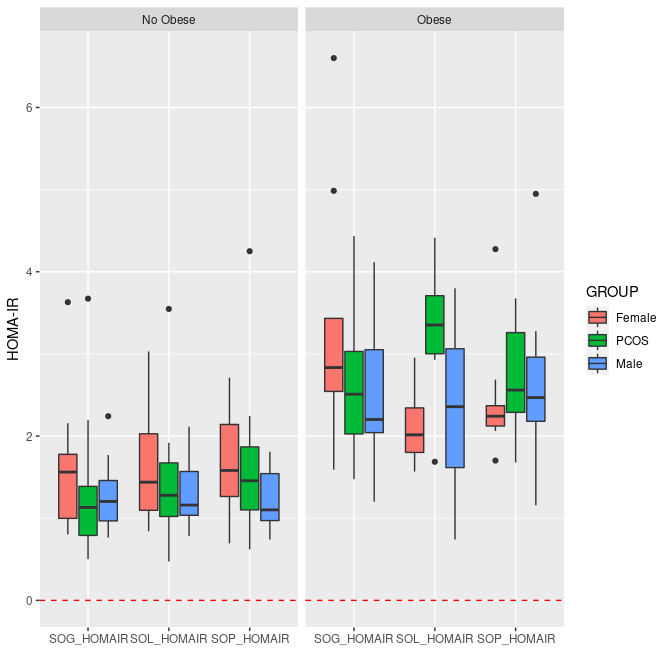 No Obese
Obese
HOMA-IR
6
4
2
0
SOG_HOMAIR SOL_HOMAIR SOP_HOMAIR
SOG_HOMAIR SOL_HOMAIR SOP_HOMAIR
GROUP
Female
PCOS
Male